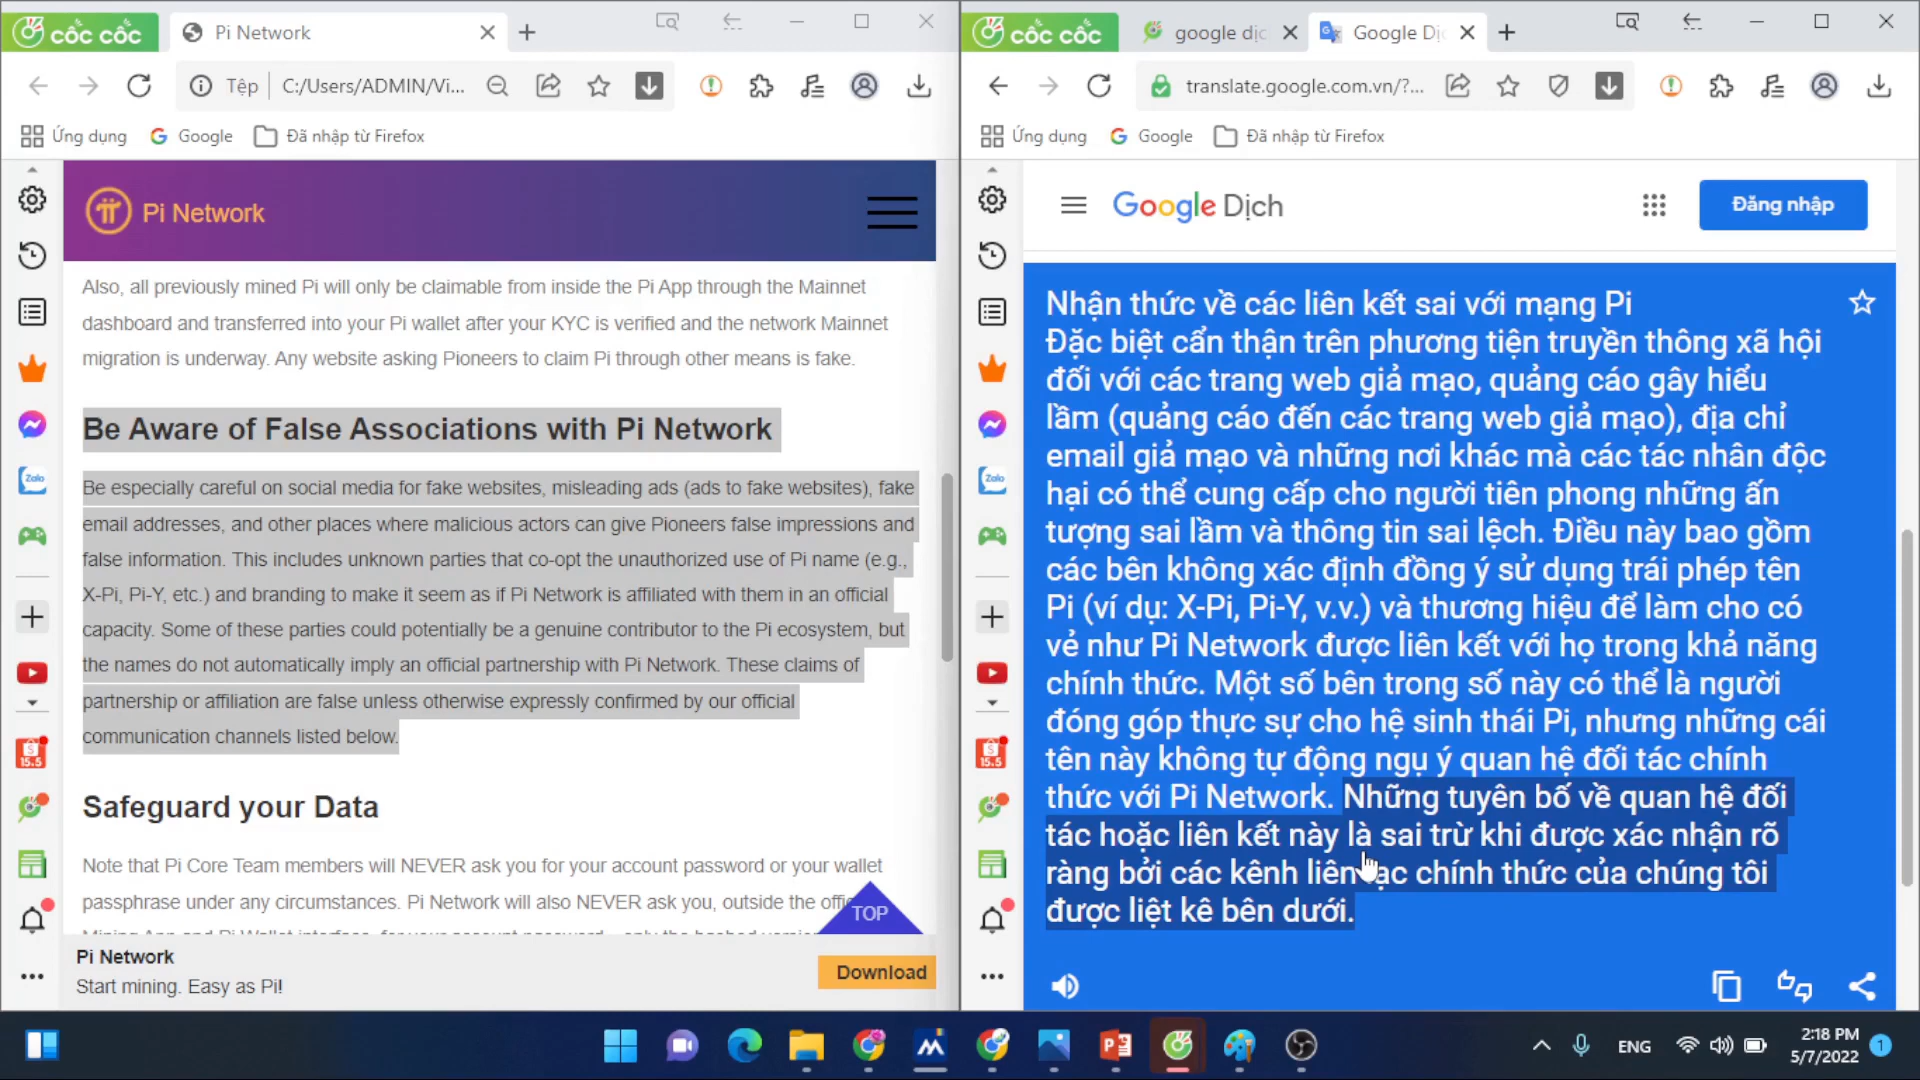 cốc cốc
Pi Network
Tệp
C:/Users/ADMIN/Vi...
Ứng dụng
Google
Đã nhập từ Firefox
Pi Network
Also, all previously mined Pi will only be claimable from inside the Pi App through the Mainnet
dashboard and transferred into your Pi wallet after your KYC is verified and the network Mainnet
migration is underway. Any website asking Pioneers to claim Pi through other means is fake.
Be Aware of False Associations with Pi Network
Be especially careful on social media for fake websites, misleading ads (ads to fake websites), fake
email addresses, and other places where malicious actors can give Pioneers false impressions and
false information. This includes unknown parties that co-opt the unauthorized use of Pi name (e.g.,
X-Pi, Pi-Y, etc.) and branding to make it seem as if Pi Network is affiliated with them in an official
capacity. Some of these parties could potentially be a genuine contributor to the Pi ecosystem, but
the names do not automatically imply an official partnership with Pi Network. These claims of
partnership or affiliation are false unless otherwise expressly confirmed by our official
communication channels listed below.
Safeguard your Data
Note that Pi Core Team members will NEVER ask you for your account password or your wallet
passphrase under any circumstances. Pi Network will also NEVER ask you, outside the
TOP
Pi Network
Start mining. Easy as Pi!
Download
Zalo
15.5
cốc cốc
google dịc
Google Dị
translate.google.com.vn/?...
Ứng dụng
Google
Đã nhập từ Firefox
Google Dịch
Đăng nhập
Nhận thức về các liên kết sai với mạng Pi
Đặc biệt cẩn thận trên phương tiện truyền thông xã hội
đối với các trang web giả mạo, quảng cáo gây hiểu
lầm (quảng cáo đến các trang web giả mạo), địa chỉ
email giả mạo và những nơi khác mà các tác nhân độc
hại có thể cung cấp cho người tiên phong những ấn
tượng sai lầm và thông tin sai lệch. Điều này bao gồm
các bên không xác định đồng ý sử dụng trái phép tên
Pi (ví dụ: X-Pi, Pi-Y, v.v.) và thương hiệu để làm cho có
vẻ như Pi Network được liên kết với họ trong khả năng
chính thức. Một số bên trong số này có thể là người
đóng góp thực sự cho hệ sinh thái Pi, nhưng những cái
tên này không tự động ngụ ý quan hệ đối tác chính
thức với Pi Network. Những tuyên bố về quan hệ đối
tác hoặc liên kết này là sai trừ khi được xác nhận rõ
ràng bởi các kênh liên lạc chính thức của chúng tôi
được liệt kê bên dưới.
Zalo
15.5
ENG
2:18 PM
5/7/2022
1